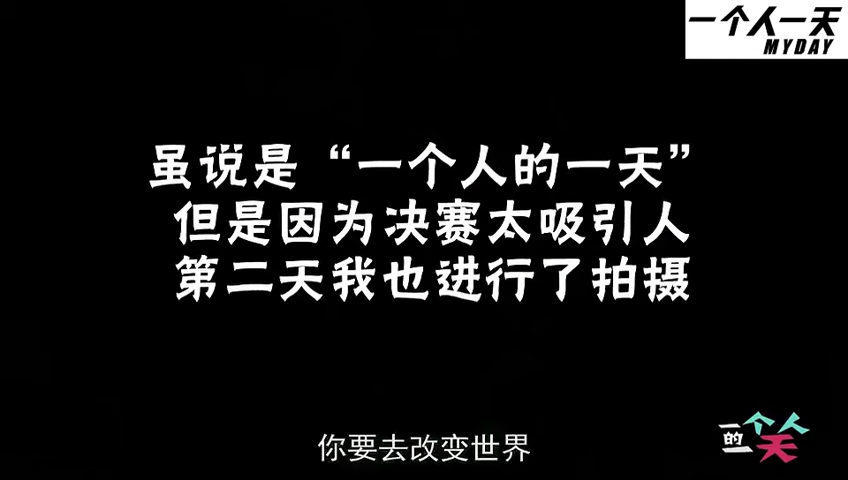 一个人一天
MYDAY
虽说是“一个人的一天”
但是因为决赛太吸引人
第二天我也进行了拍摄
一个人的一天
你要去改变世界